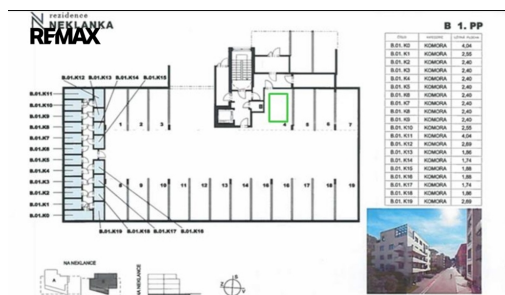 rezidence
NEKLANKA
RE/MAX
B 1. PP
B.01. K0 KOMORA 4,04
B.01. K1 KOMORA 2,55
B.01. K2 KOMORA 2,40
B.01. K3 KOMORA 2,40
B.01. K4 KOMORA 2,40
B.01. K5 KOMORA 2,40
B.01. K6 KOMORA 2,40
B.01. K7 KOMORA 2,40
B.01. K8 KOMORA 2,40
B.01. K9 KOMORA 2,40
B.01. K10 KOMORA 2,55
B.01. K11 KOMORA 4,04
B.01. K12 KOMORA 2,69
B.01. K13 KOMORA 1,86
B.01. K14 KOMORA 1,74
B.01. K15 KOMORA 1,88
B.01. K16 KOMORA 1,88
B.01. K17 KOMORA 1,74
B.01. K18 KOMORA 1,86
B.01. K19 KOMORA 2,69
B.01.K12 B.01.K13 B.01.K14 B.01.K15
B.01.K11
B.01.K10
B.01.K9
B.01.K8
B.01.K7
B.01.K6
B.01.K5
B.01.K4
B.01.K3
B.01.K2
B.01.K1
B.01.K0
1 2 3 4 5 6 7
8 9 10 11 12 13 14 15 16 17 18 19
B.01.K19 B.01.K18 B.01.K17 B.01.K16
NA NEKLANCE
NA NEKLANCE
A
S